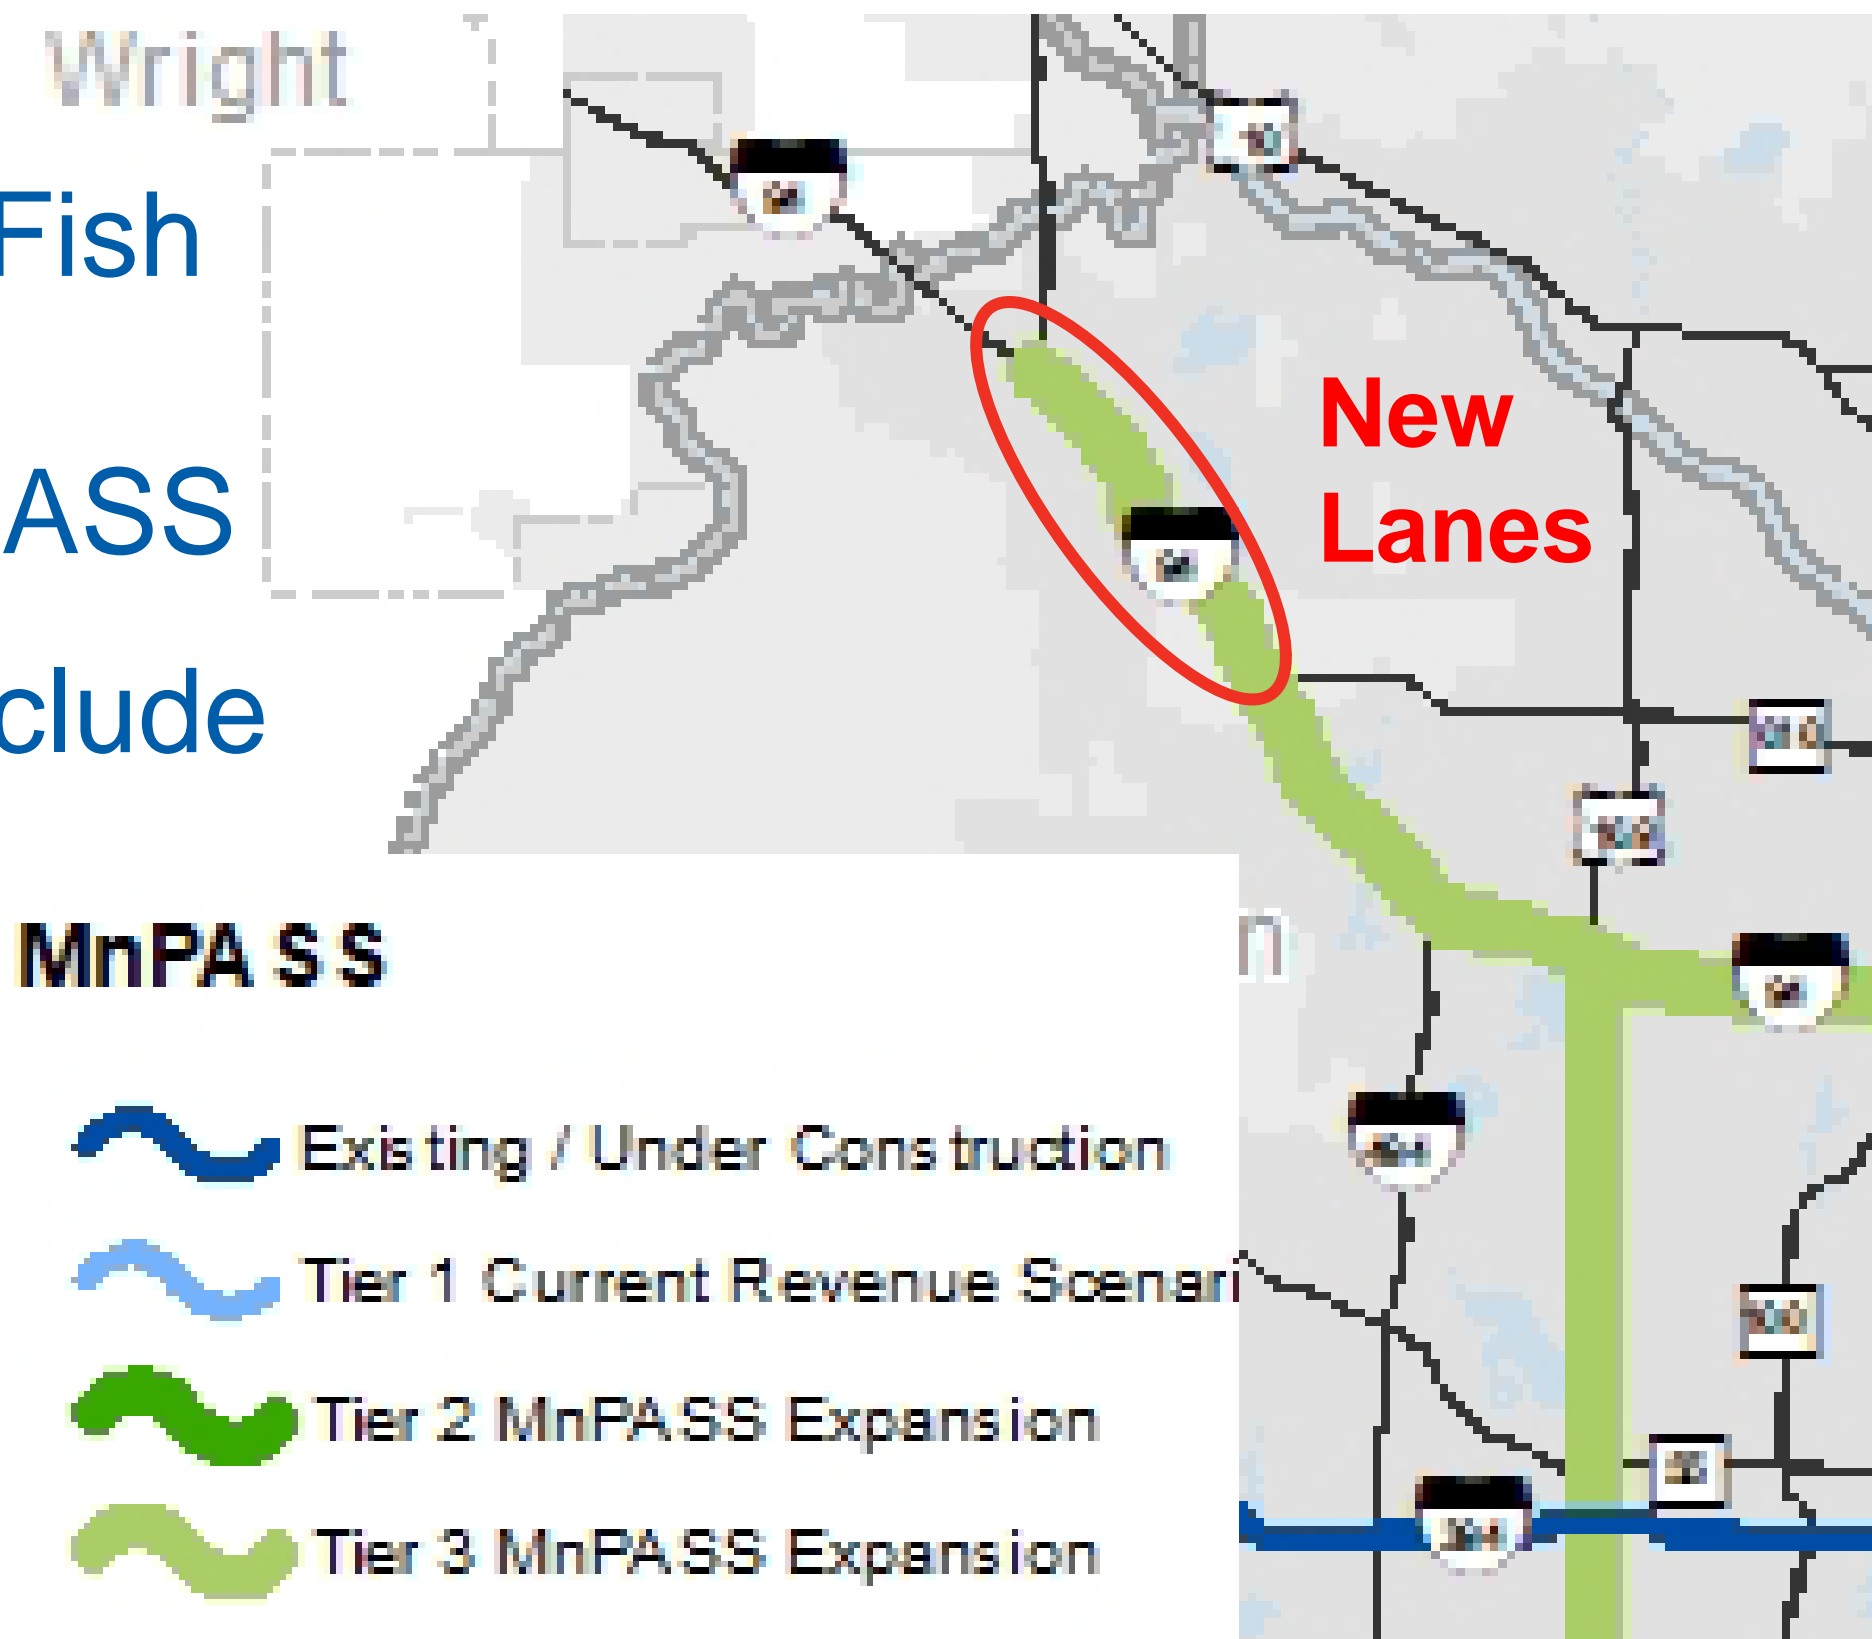 Wright
Fish
New
Lanes
ASS
clude
n
MnPASS
Existing / Under Construction
Tier 1 Current Revenue Scenari
Tier 2 MnPASS Expansion
Tier 3 MnPASS Expansion
394